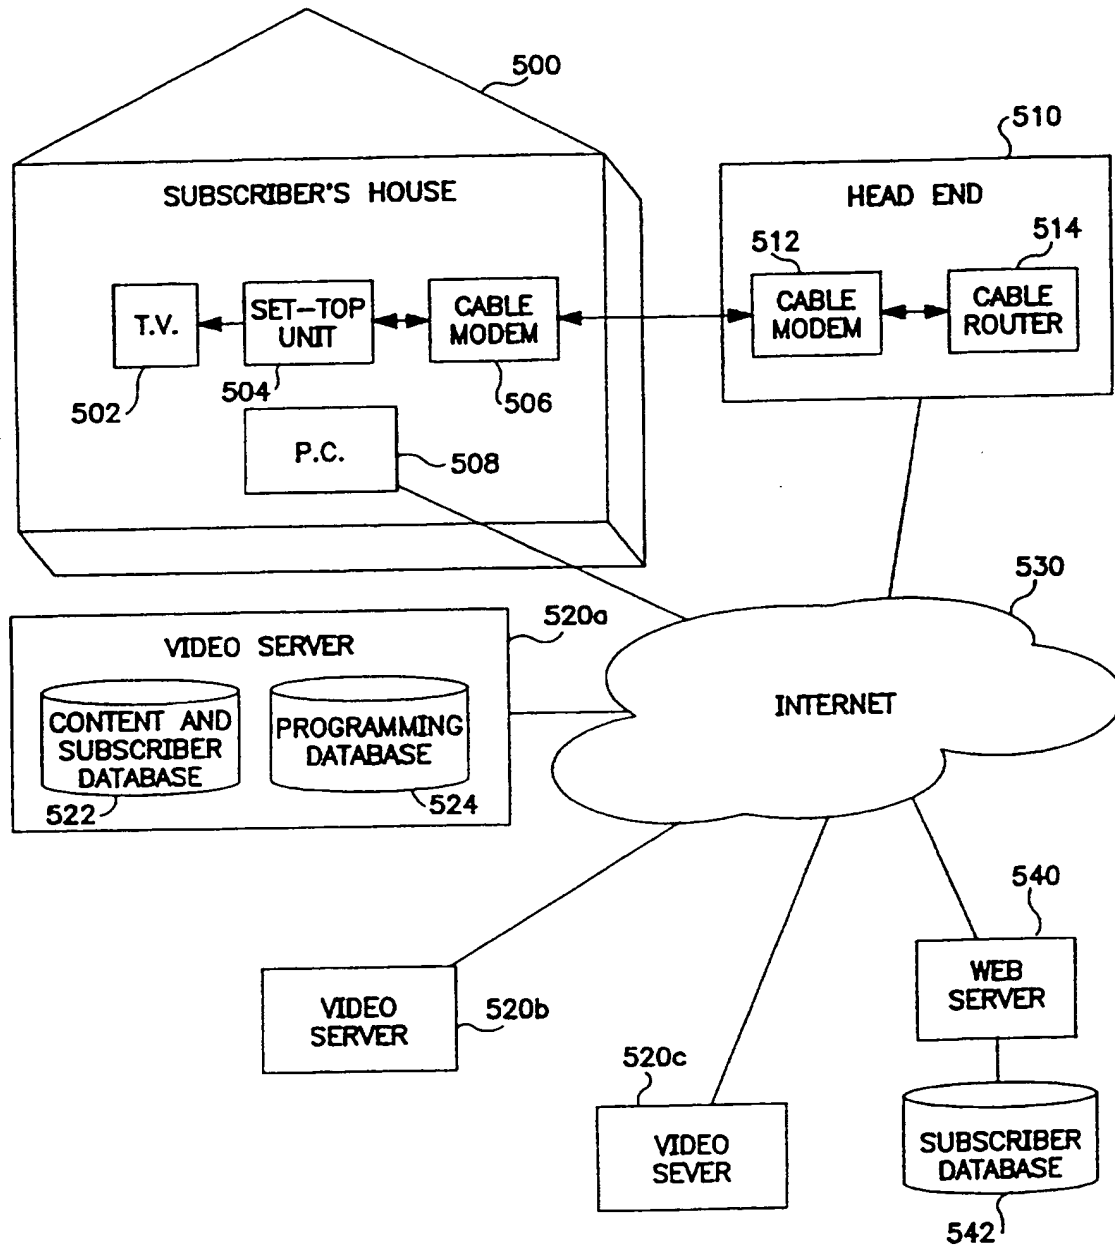 500
510
SUBSCRIBER'S HOUSE
HEAD END
512
514
T.V.
SET-TOP
UNIT
CABLE
MODEM
CABLE
MODEM
CABLE
ROUTER
502
504
506
P.C.
508
530
520a
VIDEO SERVER
CONTENT AND
SUBSCRIBER
DATABASE
PROGRAMMING
DATABASE
INTERNET
522
524
540
VIDEO
SERVER
520b
WEB
SERVER
520c
VIDEO
SEVER
SUBSCRIBER
DATABASE
542